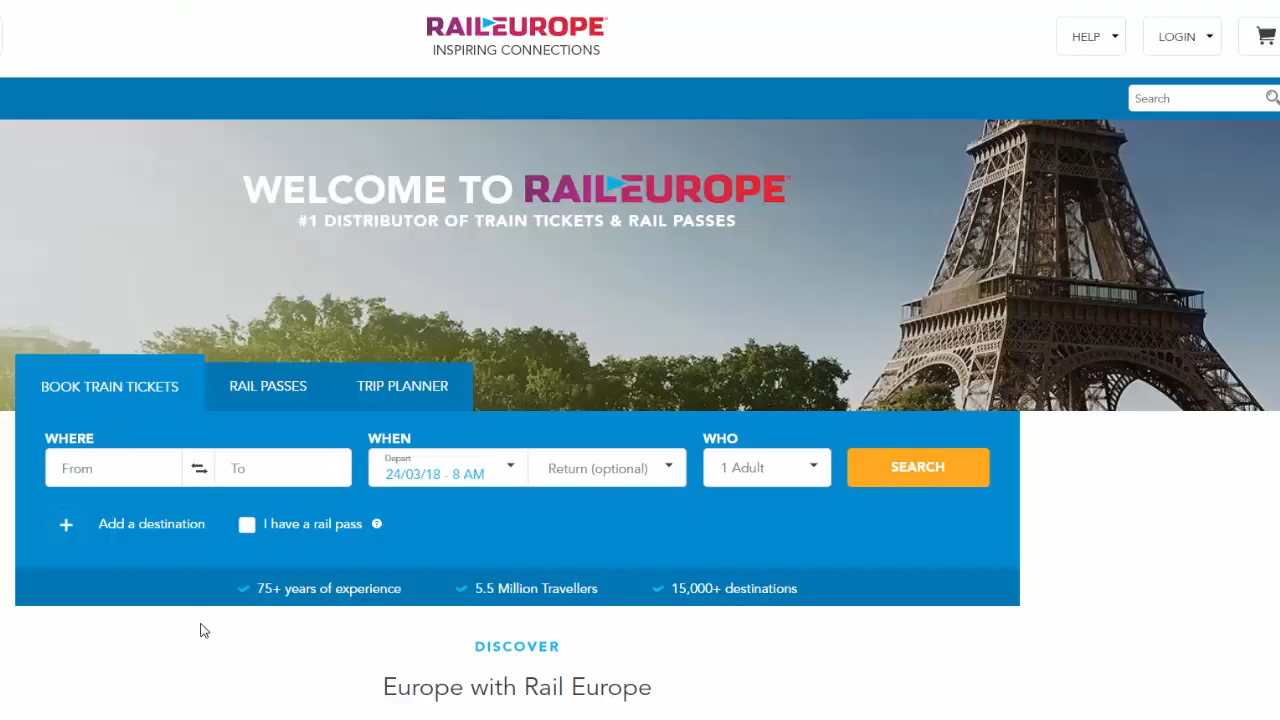 RAILEUROPE
INSPIRING CONNECTIONS
HELP
LOGIN
Search
WELCOME TO RAILEUROPE
#1 DISTRIBUTOR OF TRAIN TICKETS & RAIL PASSES
BOOK TRAIN TICKETS
RAIL PASSES
TRIP PLANNER
WHERE
WHEN
WHO
From
To
Depart
24/03/18 - 8 AM
Return (optional)
1 Adult
SEARCH
+ Add a destination
I have a rail pass ?
75+ years of experience
5.5 Million Travellers
15,000+ destinations
DISCOVER
Europe with Rail Europe